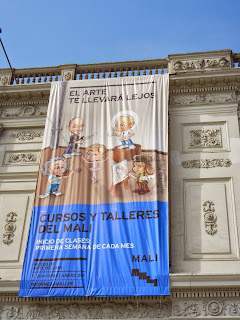 EL ARTE
TE LLEVARÁ LEJOS
CURSOS Y TALLERES
DEL MALI
INICIO DE CLASES:
PRIMERA SEMANA DE CADA MES
MALI